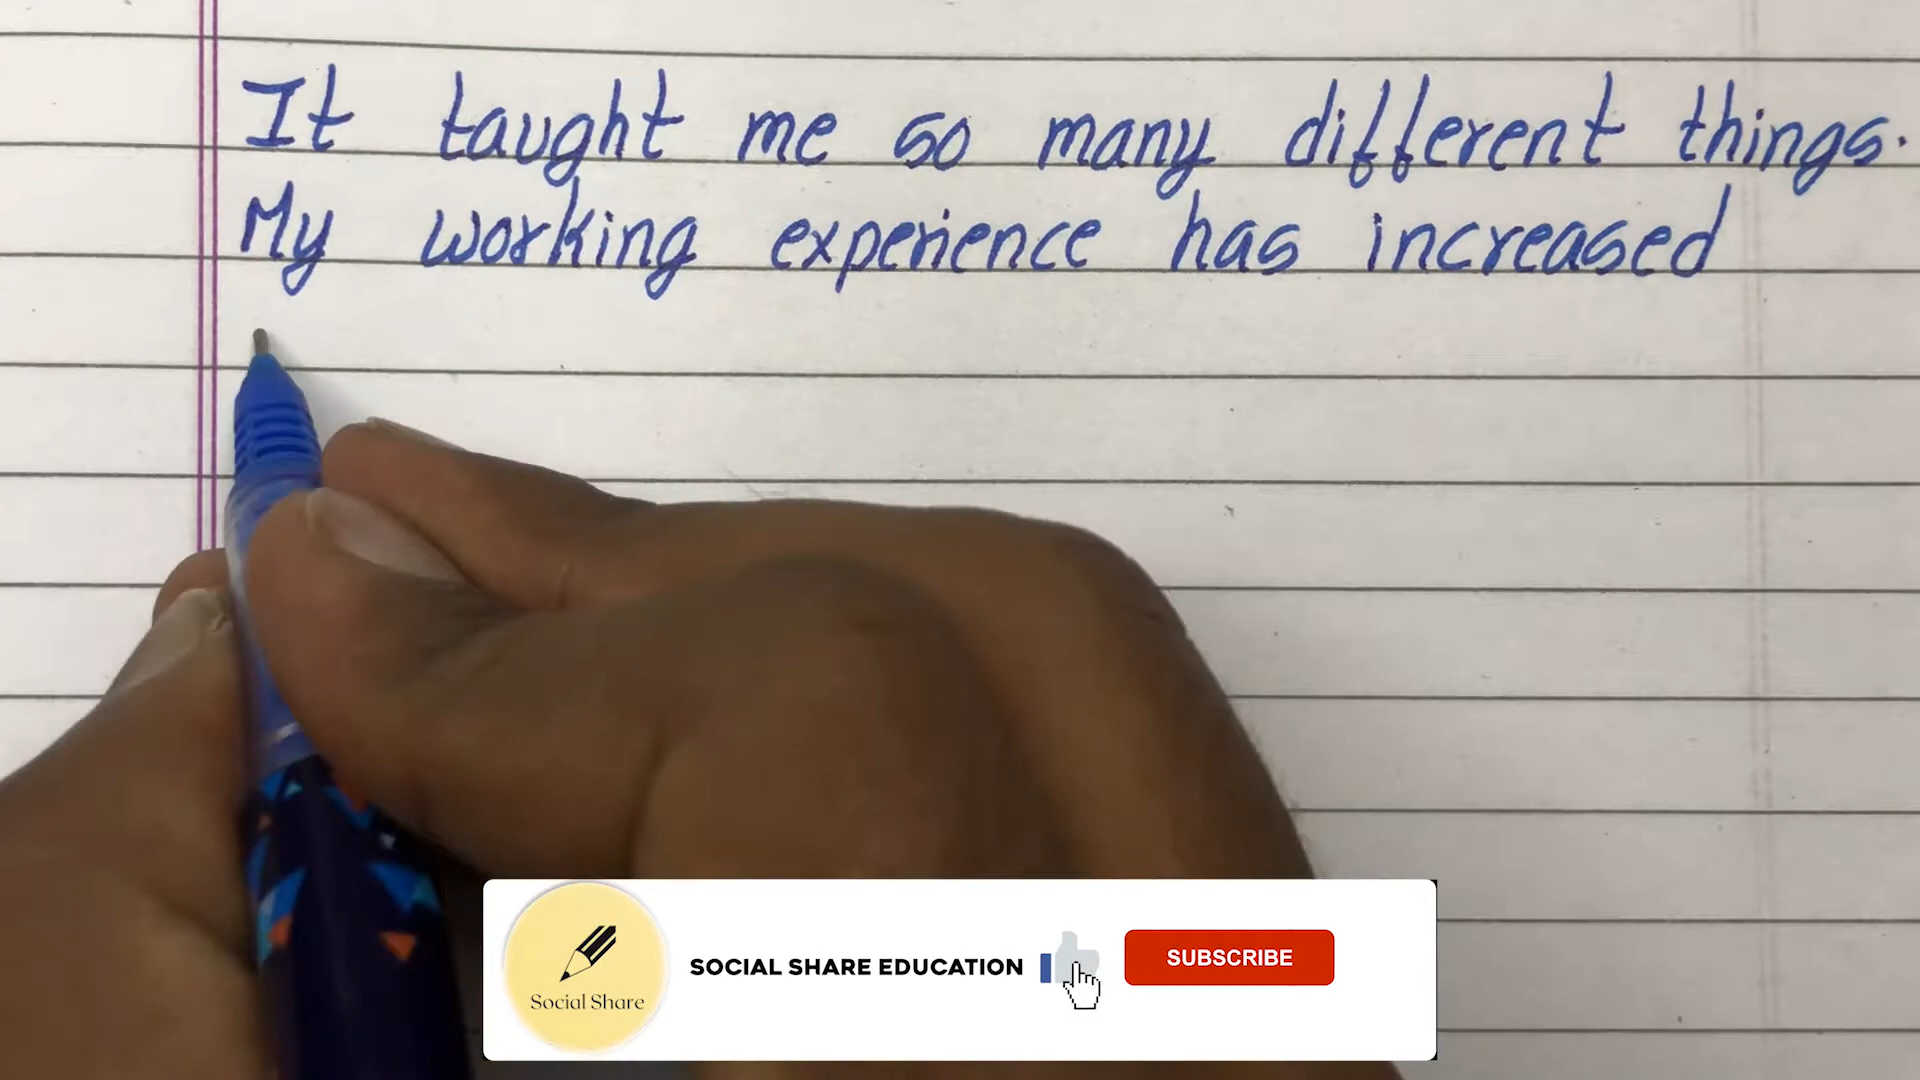 It taught me so many different things.
My working experience has increased
Social Share
SOCIAL SHARE EDUCATION
SUBSCRIBE